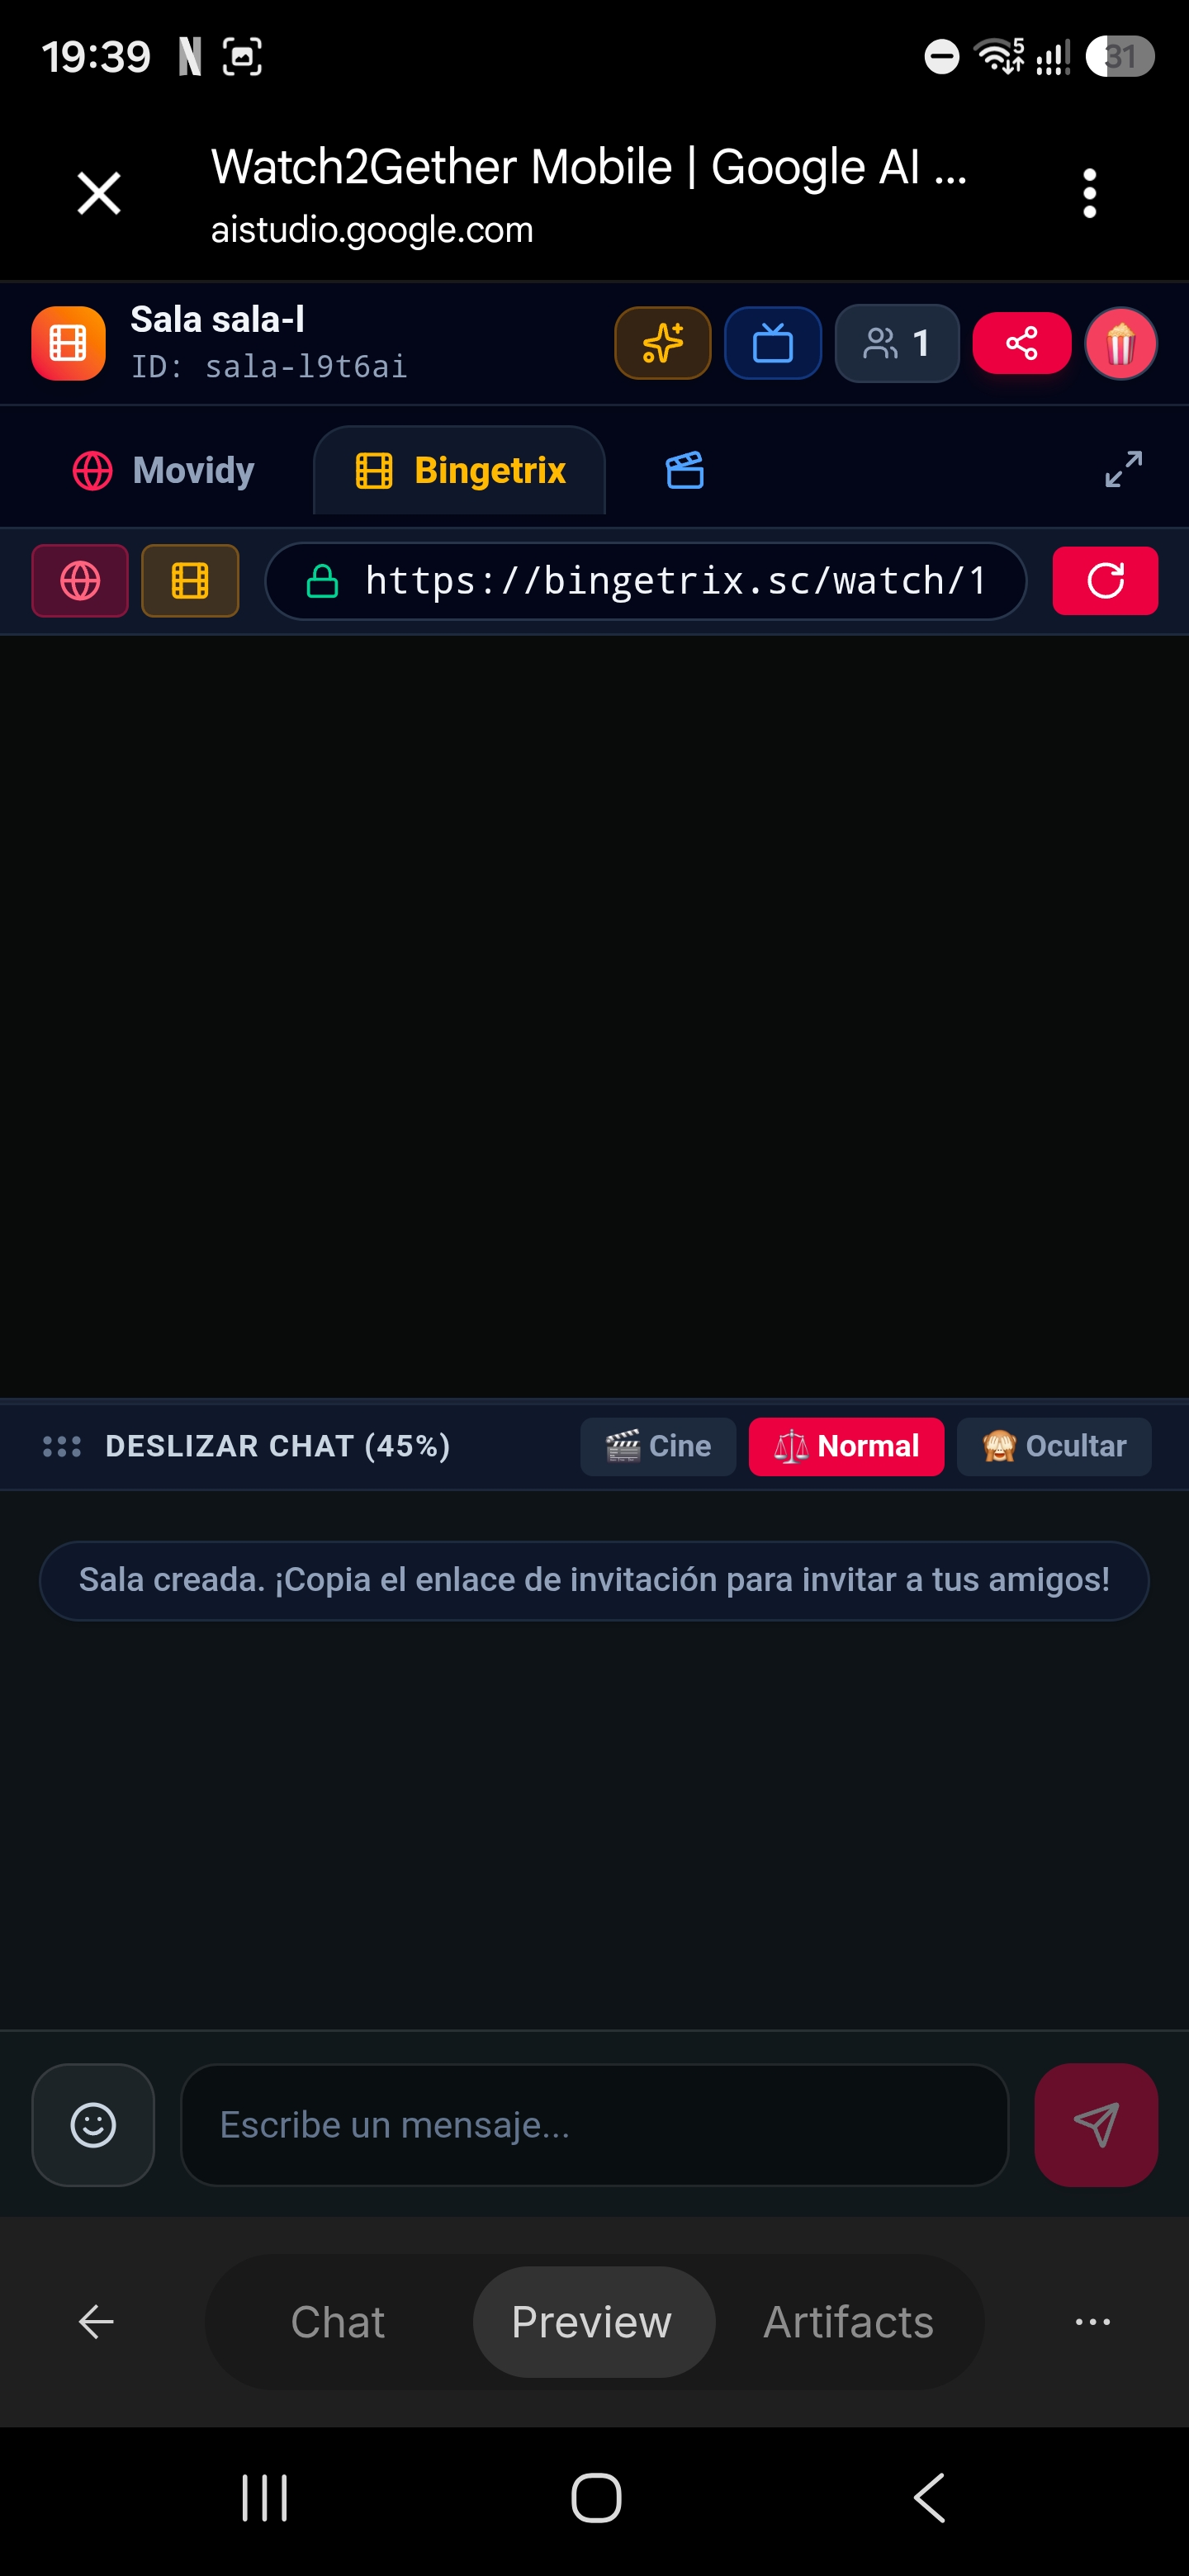 19:39
5
31
Watch2Gether Mobile | Google AI ...
aistudio.google.com
Sala sala-l
ID: sala-l9t6ai
1
Movidy
Bingetrix
https://bingetrix.sc/watch/1
DESLIZAR CHAT (45%)
Cine
Normal
Ocultar
Sala creada. ¡Copia el enlace de invitación para invitar a tus amigos!
Escribe un mensaje...
Chat
Preview
Artifacts